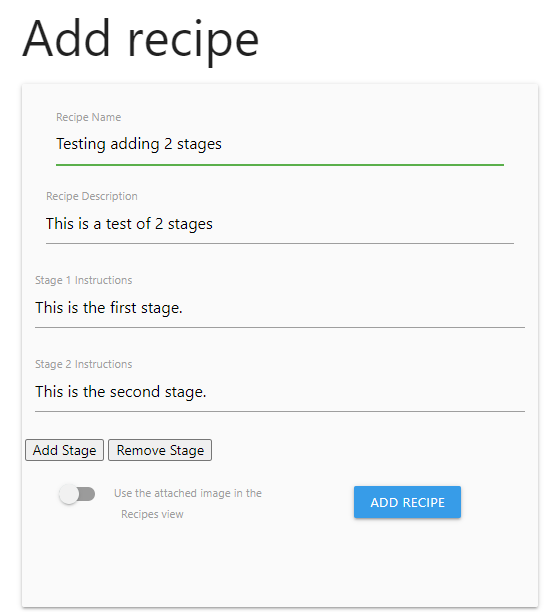 Add recipe
Recipe Name
Testing adding 2 stages
Recipe Description
This is a test of 2 stages
Stage 1 Instructions
This is the first stage.
Stage 2 Instructions
This is the second stage.
Add Stage Remove Stage
Use the attached image in the
Recipes view
ADD RECIPE